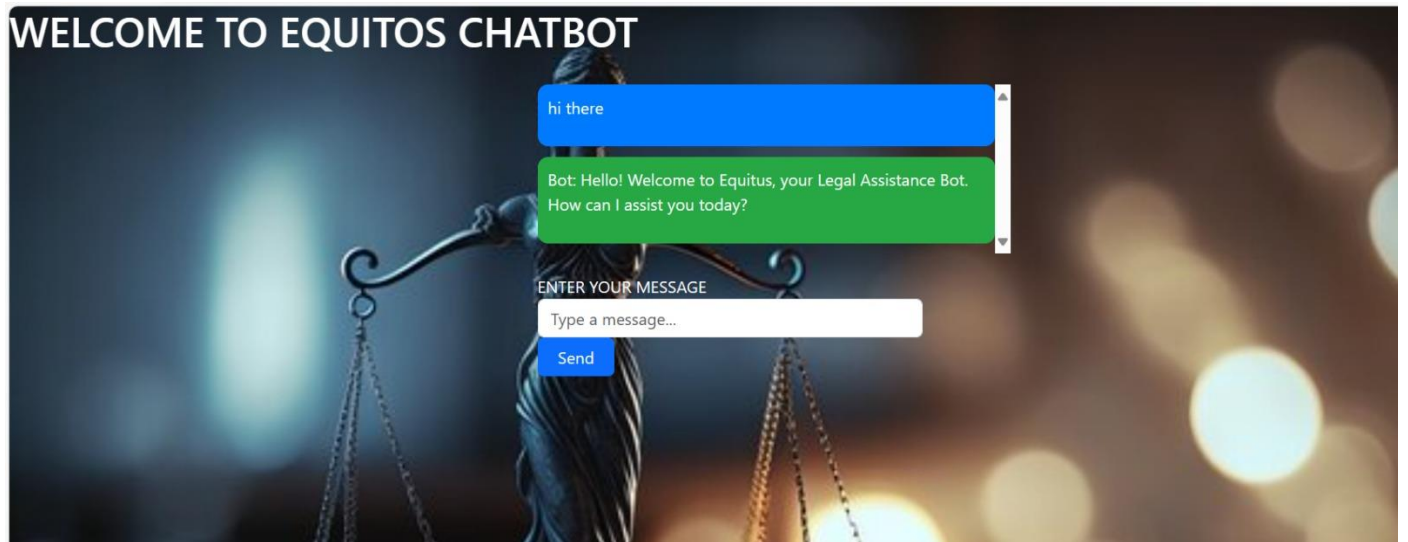 WELCOME TO EQUITOS CHATBOT
hi there
Bot: Hello! Welcome to Equitus, your Legal Assistance Bot.
How can I assist you today?
ENTER YOUR MESSAGE
Type a message...
Send